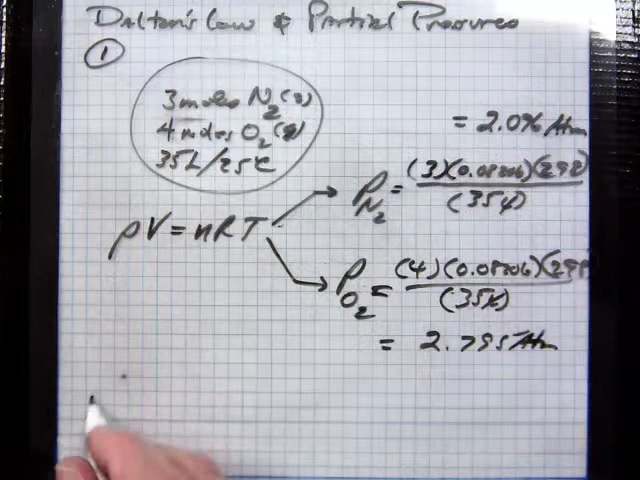 Dalton's Law & Partial Pressures
1
3 moles N2(g)
4 moles O2(g)
35L/25°C
= 2.096 Atm
PN2 = (3)(0.08206)(298)
(35L)
PV = nRT
PO2 = (4)(0.08206)(298
(35L)
= 2.795 Atm